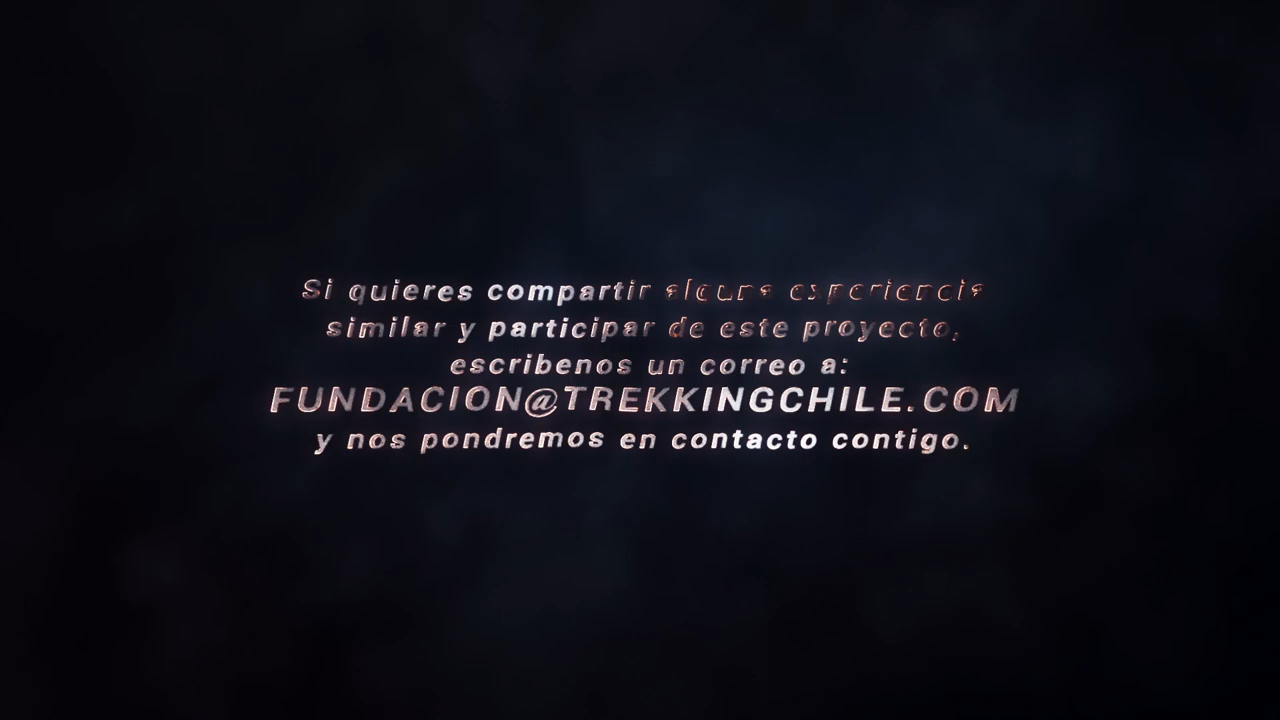 Si quieres compartir alguna experiencia
similar y participar de este proyecto,
escribenos un correo a:
FUNDACION@TREKKINGCHILE.COM
y nos pondremos en contacto contigo.